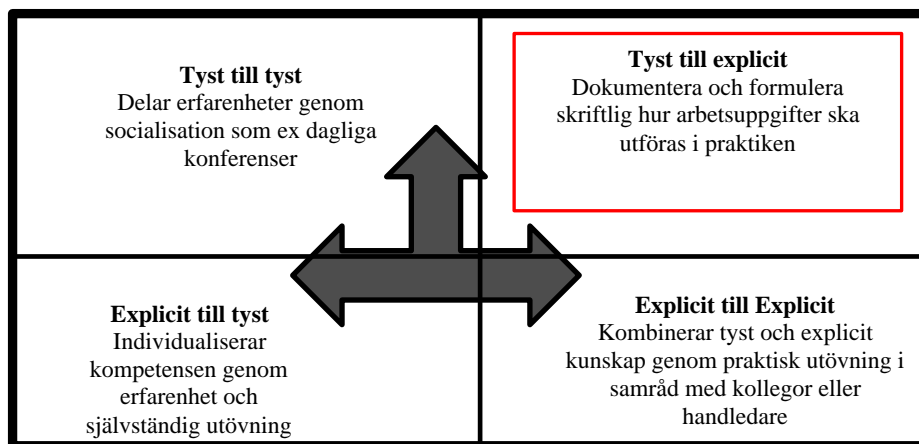 Tyst till tyst
Delar erfarenheter genom
socialisation som ex dagliga
konferenser
Tyst till explicit
Dokumentera och formulera
skriftlig hur arbetsuppgifter ska
utföras i praktiken
Explicit till tyst
Individualiserar
kompetensen genom
erfarenhet och
självständig utövning
Explicit till Explicit
Kombinerar tyst och explicit
kunskap genom praktisk utövning i
samråd med kollegor eller
handledare